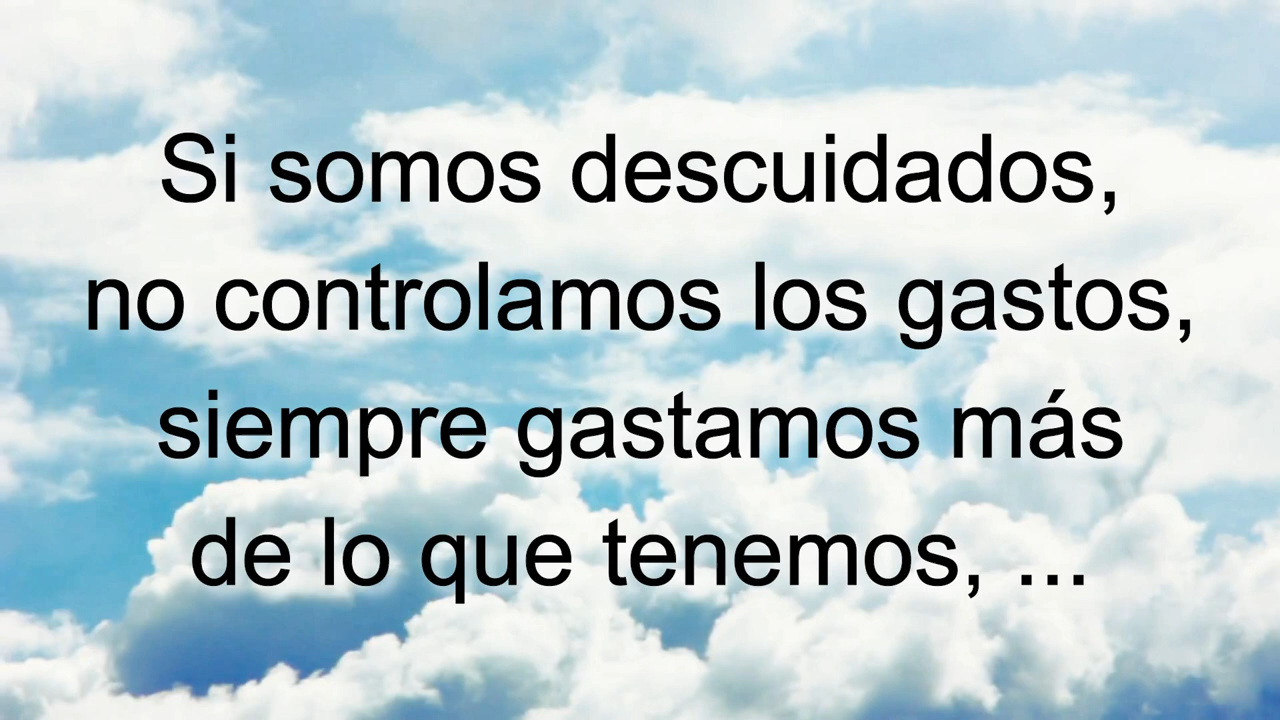 Si somos descuidados,
no controlamos los gastos,
siempre gastamos más
de lo que tenemos, ...